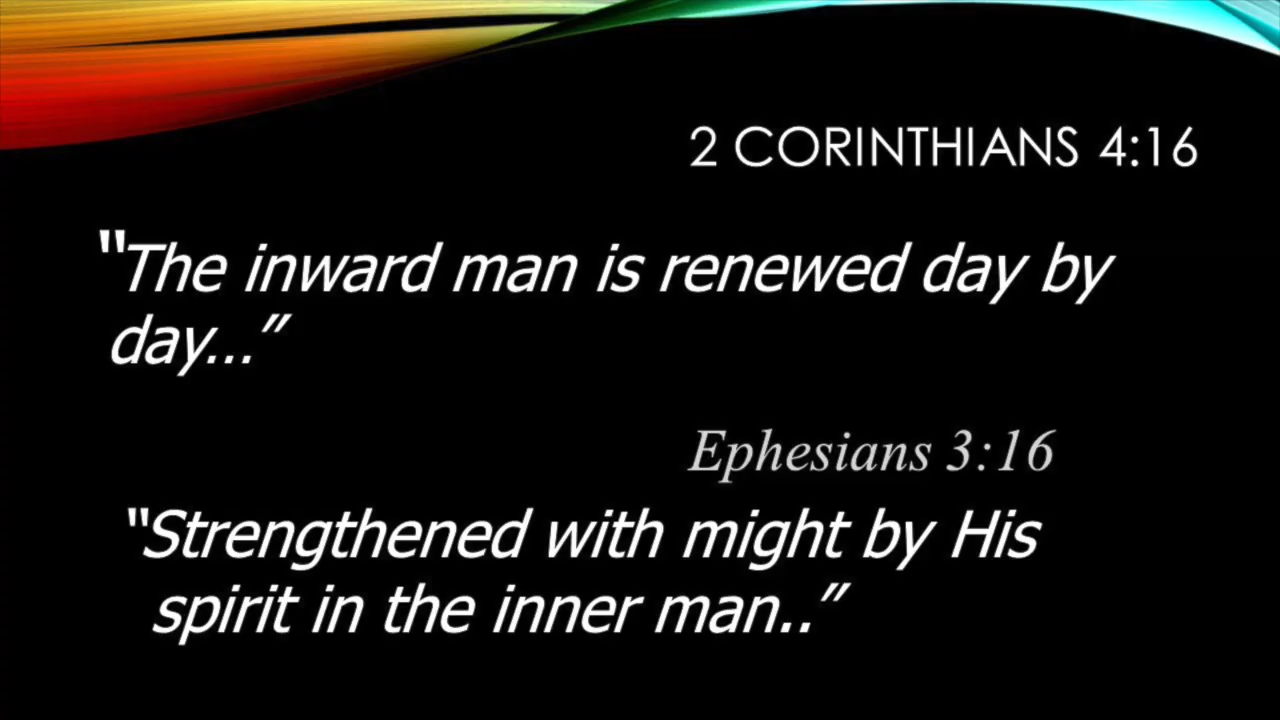 2 CORINTHIANS 4:16
“The inward man is renewed day by
day…”
Ephesians 3:16
“Strengthened with might by His
spirit in the inner man..”